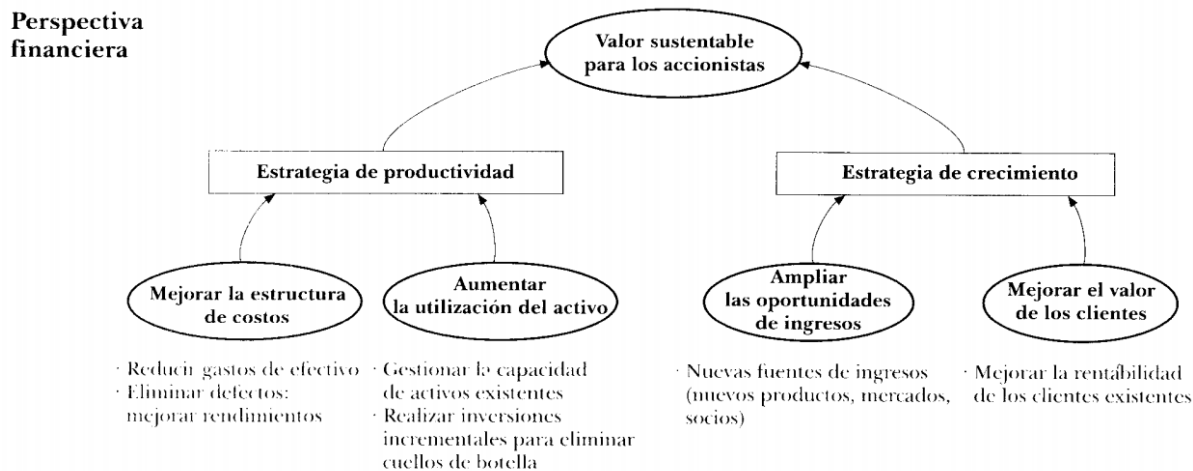 Perspectiva
financiera
Valor sustentable
para los accionistas
Estrategia de productividad
Estrategia de crecimiento
Mejorar la estructura
de costos
Aumentar
la utilización del activo
Ampliar
las oportunidades
de ingresos
Mejorar el valor
de los clientes
· Reducir gastos de efectivo
· Eliminar defectos:
mejorar rendimientos
· Gestionar la capacidad
de activos existentes
· Realizar inversiones
incrementales para eliminar
cuellos de botella
· Nuevas fuentes de ingresos
(nuevos productos, mercados,
socios)
· Mejorar la rentabilidad
de los clientes existentes